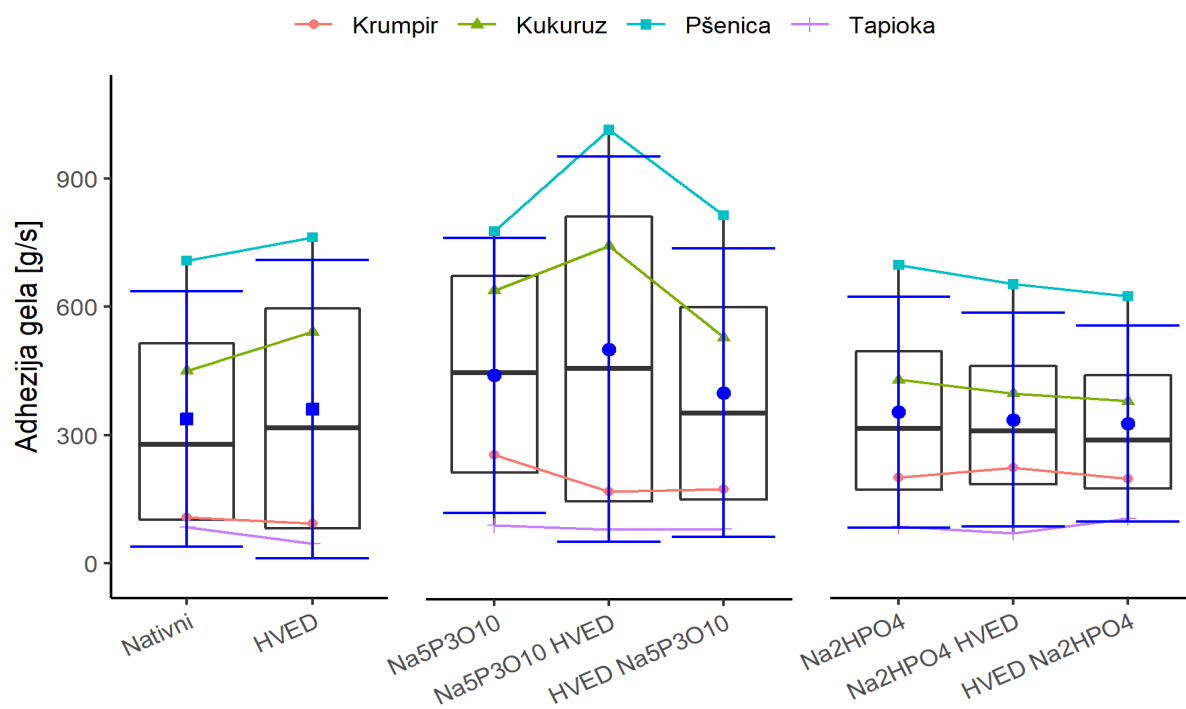 Krumpir Kukuruz Pšenica Tapioka
Adhezija gela [g/s]
900
600
300
0
Nativni
HVED
Na5P3O10
Na5P3O10 HVED
HVED Na5P3O10
Na2HPO4
Na2HPO4 HVED
HVED Na2HPO4